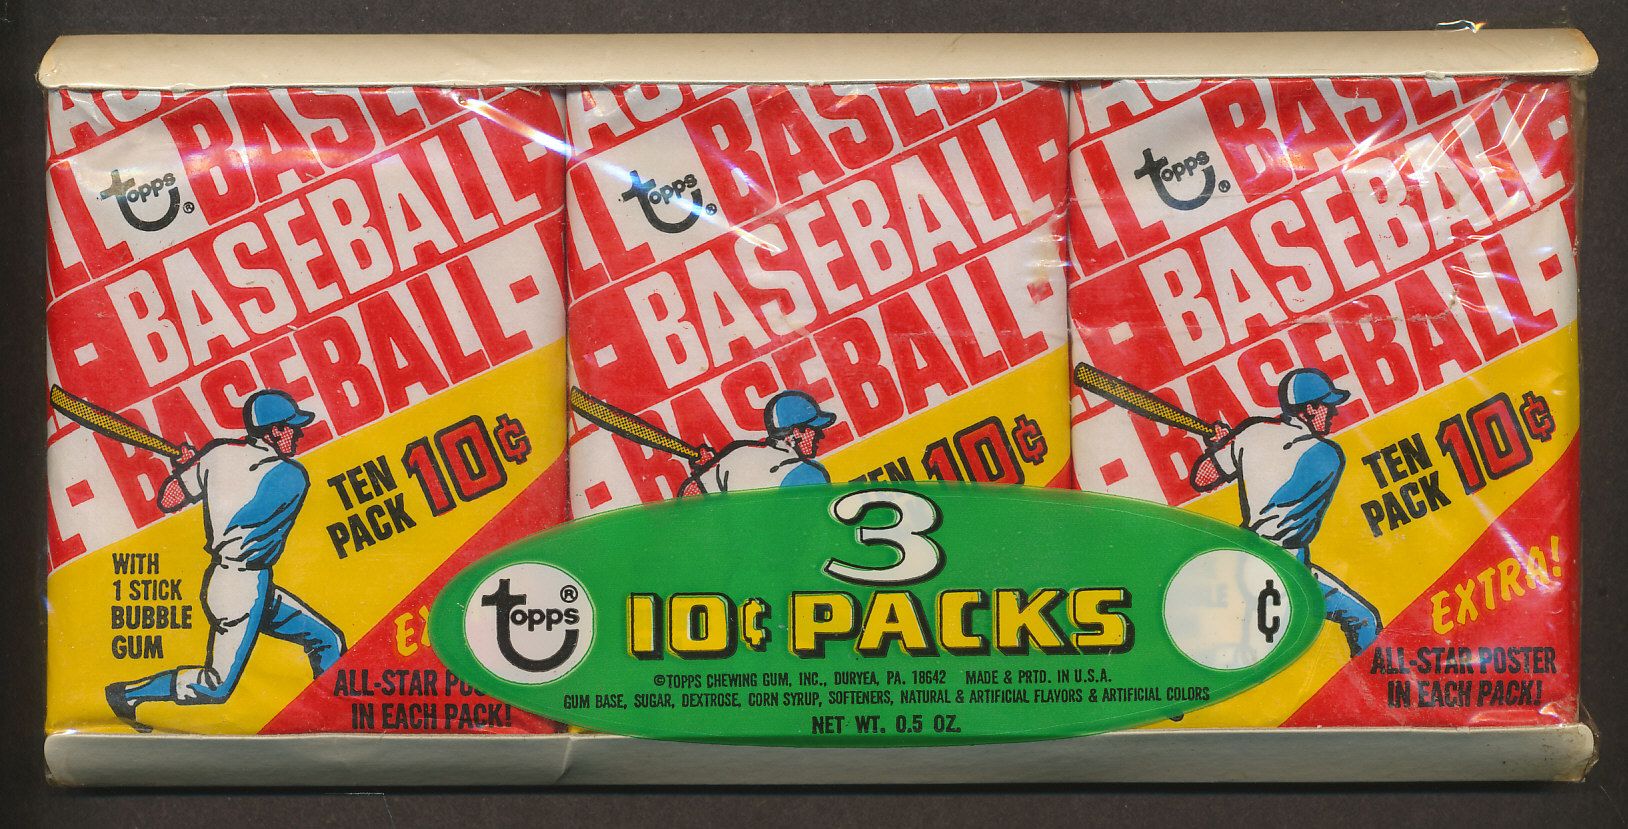 BASEBALL
topps® BASEBALL
BASEBALL
BASEBALL
TEN 10¢
PACK
WITH
1 STICK
BUBBLE
GUM
ALL-STAR
IN EACH PACK!
topps® BASEBALL
BASEBALL
BASEBALL
TEN 10¢
topps® BASEBALL
BASEBALL
BASEBALL
TEN 10¢
PACK
EXTRA!
ALL-STAR POSTER
IN EACH PACK!
3
topps®
10¢ PACKS
¢
©TOPPS CHEWING GUM, INC., DURYEA, PA. 18642 MADE & PRTD. IN U.S.A.
GUM BASE, SUGAR, DEXTROSE, CORN SYRUP, SOFTENERS, NATURAL & ARTIFICIAL FLAVORS & ARTIFICIAL COLORS
NET WT. 0.5 OZ.